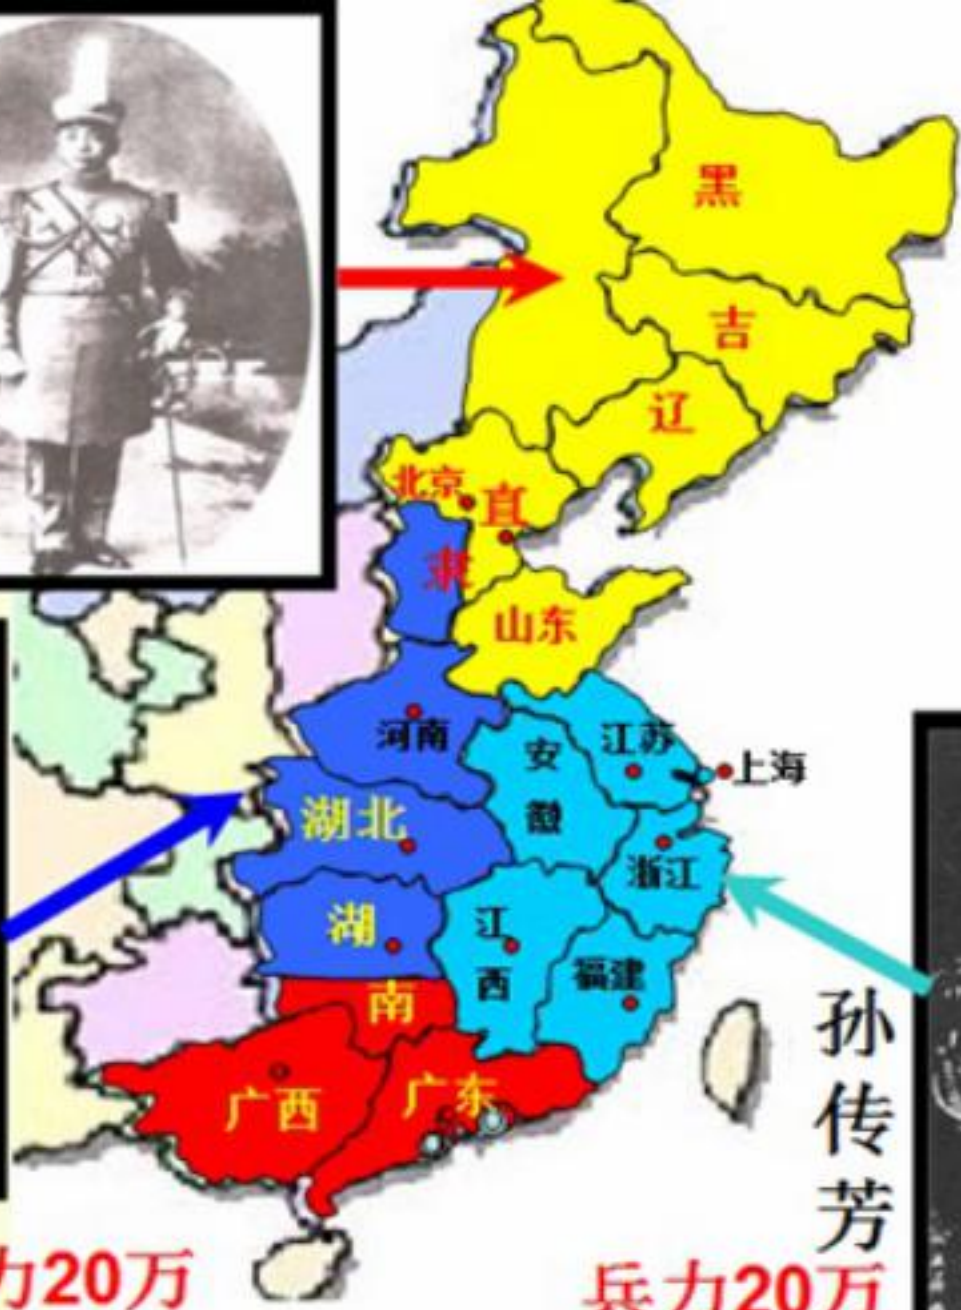 黑
吉
辽
北京
直
隶
山东
河南
安
徽
江苏
上海
湖北
浙江
湖
南
江
西
福建
广西
广东
孙
传
芳
力20万
兵力20万